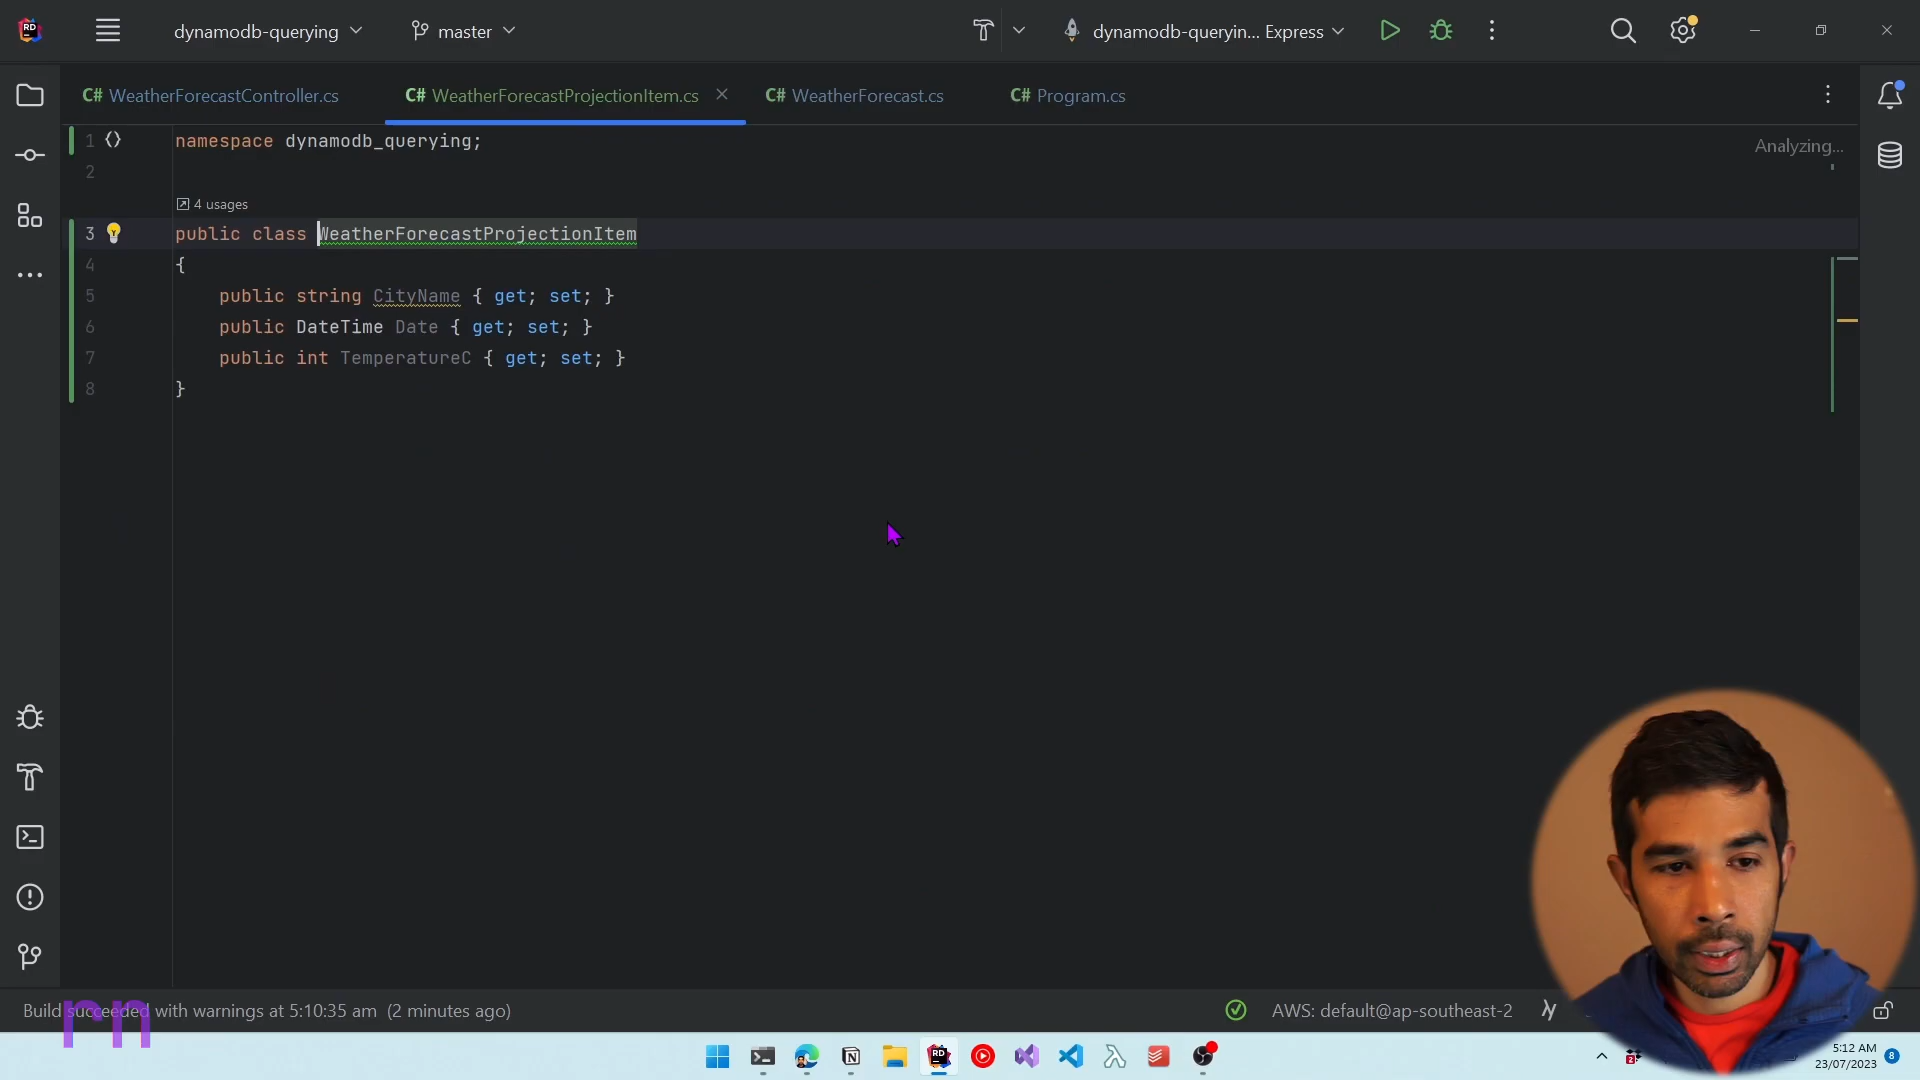 dynamodb-querying
master
dynamodb-queryin... Express
C# WeatherForecastController.cs
C# WeatherForecastProjectionItem.cs
C# WeatherForecast.cs
C# Program.cs
Analyzing...
1 namespace dynamodb_querying;
2
4 usages
3 public class WeatherForecastProjectionItem
4 {
5 public string CityName { get; set; }
6 public DateTime Date { get; set; }
7 public int TemperatureC { get; set; }
8 }
Build succeeded with warnings at 5:10:35 am (2 minutes ago)
AWS: default@ap-southeast-2
rn
5:12 AM
23/07/2023
8